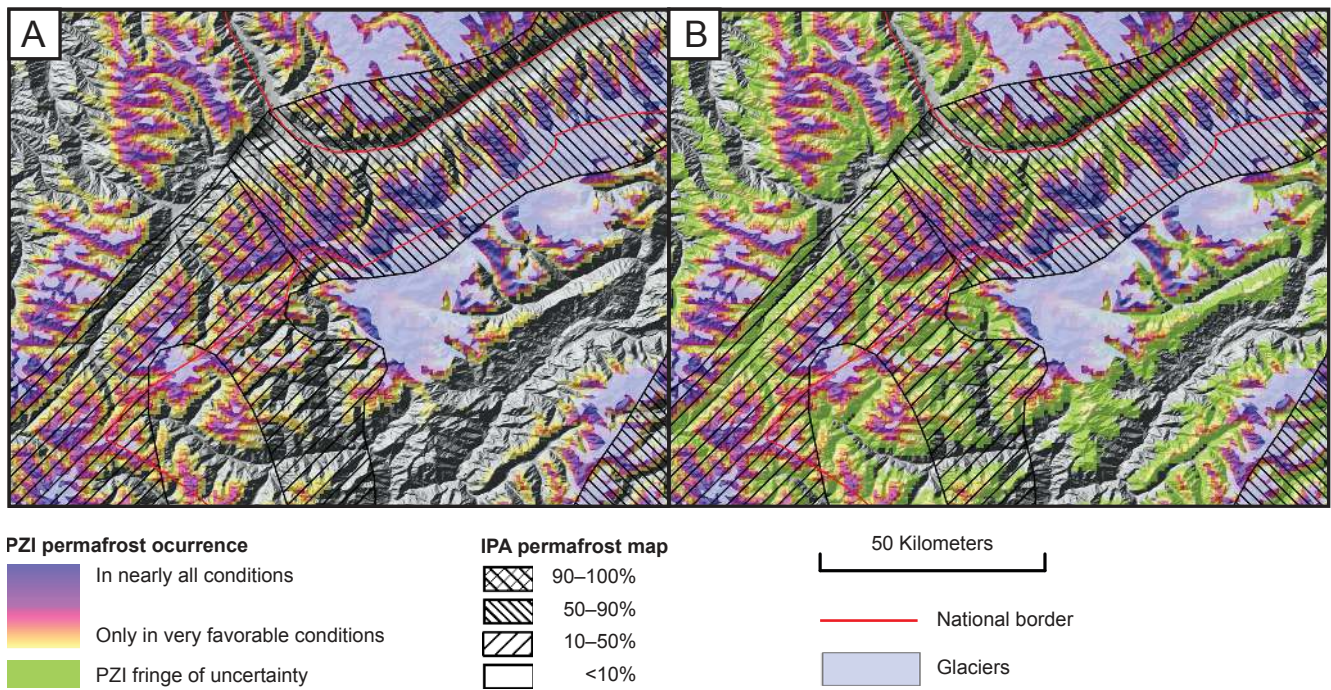 A
B
PZI permafrost ocurrence
In nearly all conditions
Only in very favorable conditions
PZI fringe of uncertainty
IPA permafrost map
90–100%
50–90%
10–50%
<10%
50 Kilometers
National border
Glaciers